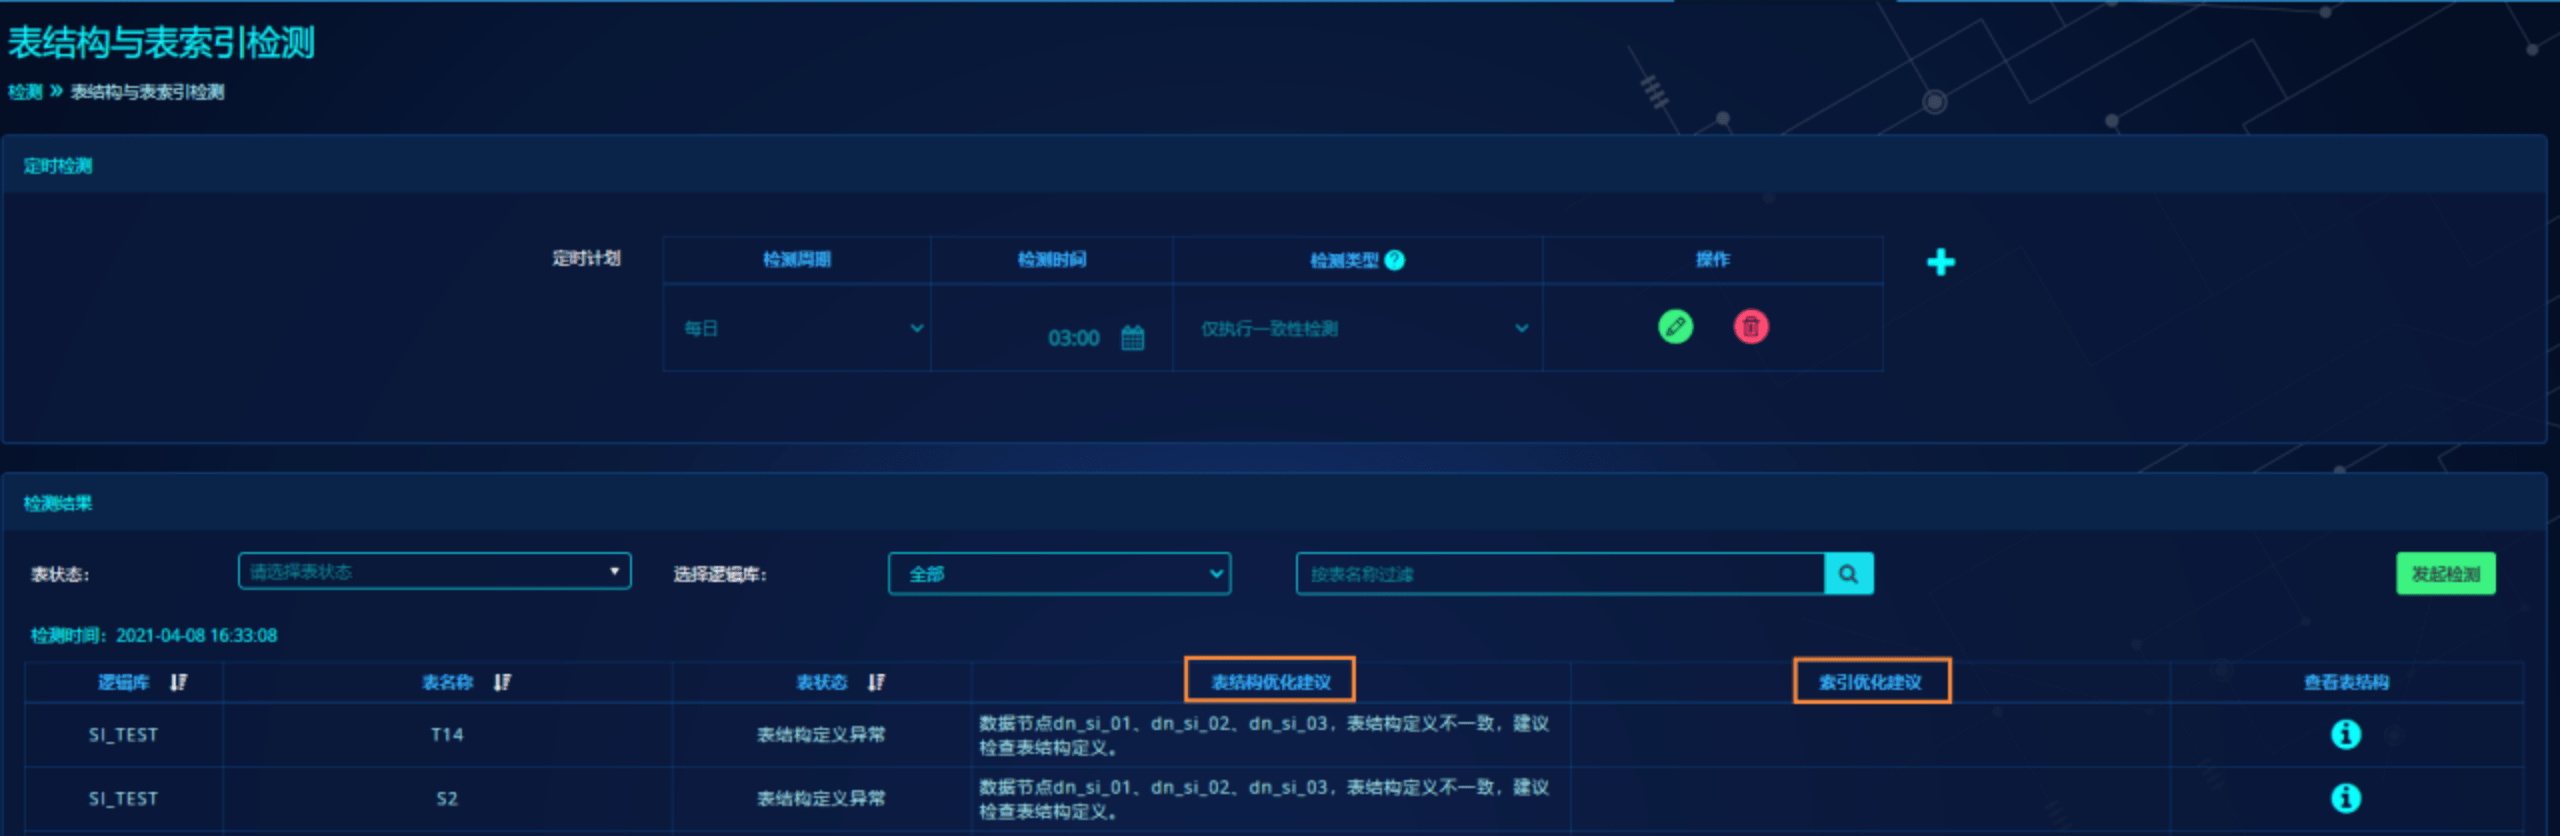 表结构与表索引检测
检测 » 表结构与表索引检测
定时检测
定时计划 检测周期 检测时间 检测类型 ? 操作
每日 03:00 仅执行一致性检测
检测结果
表状态: 请选择表状态 选择逻辑库: 全部 按表名称过滤 发起检测
检测时间: 2021-04-08 16:33:08
逻辑库 表名称 表状态 表结构优化建议 索引优化建议 查看表结构
SI_TEST T14 表结构定义异常 数据节点dn_si_01、dn_si_02、dn_si_03，表结构定义不一致，建议
检查表结构定义。
SI_TEST S2 表结构定义异常 数据节点dn_si_01、dn_si_02、dn_si_03，表结构定义不一致，建议
检查表结构定义。